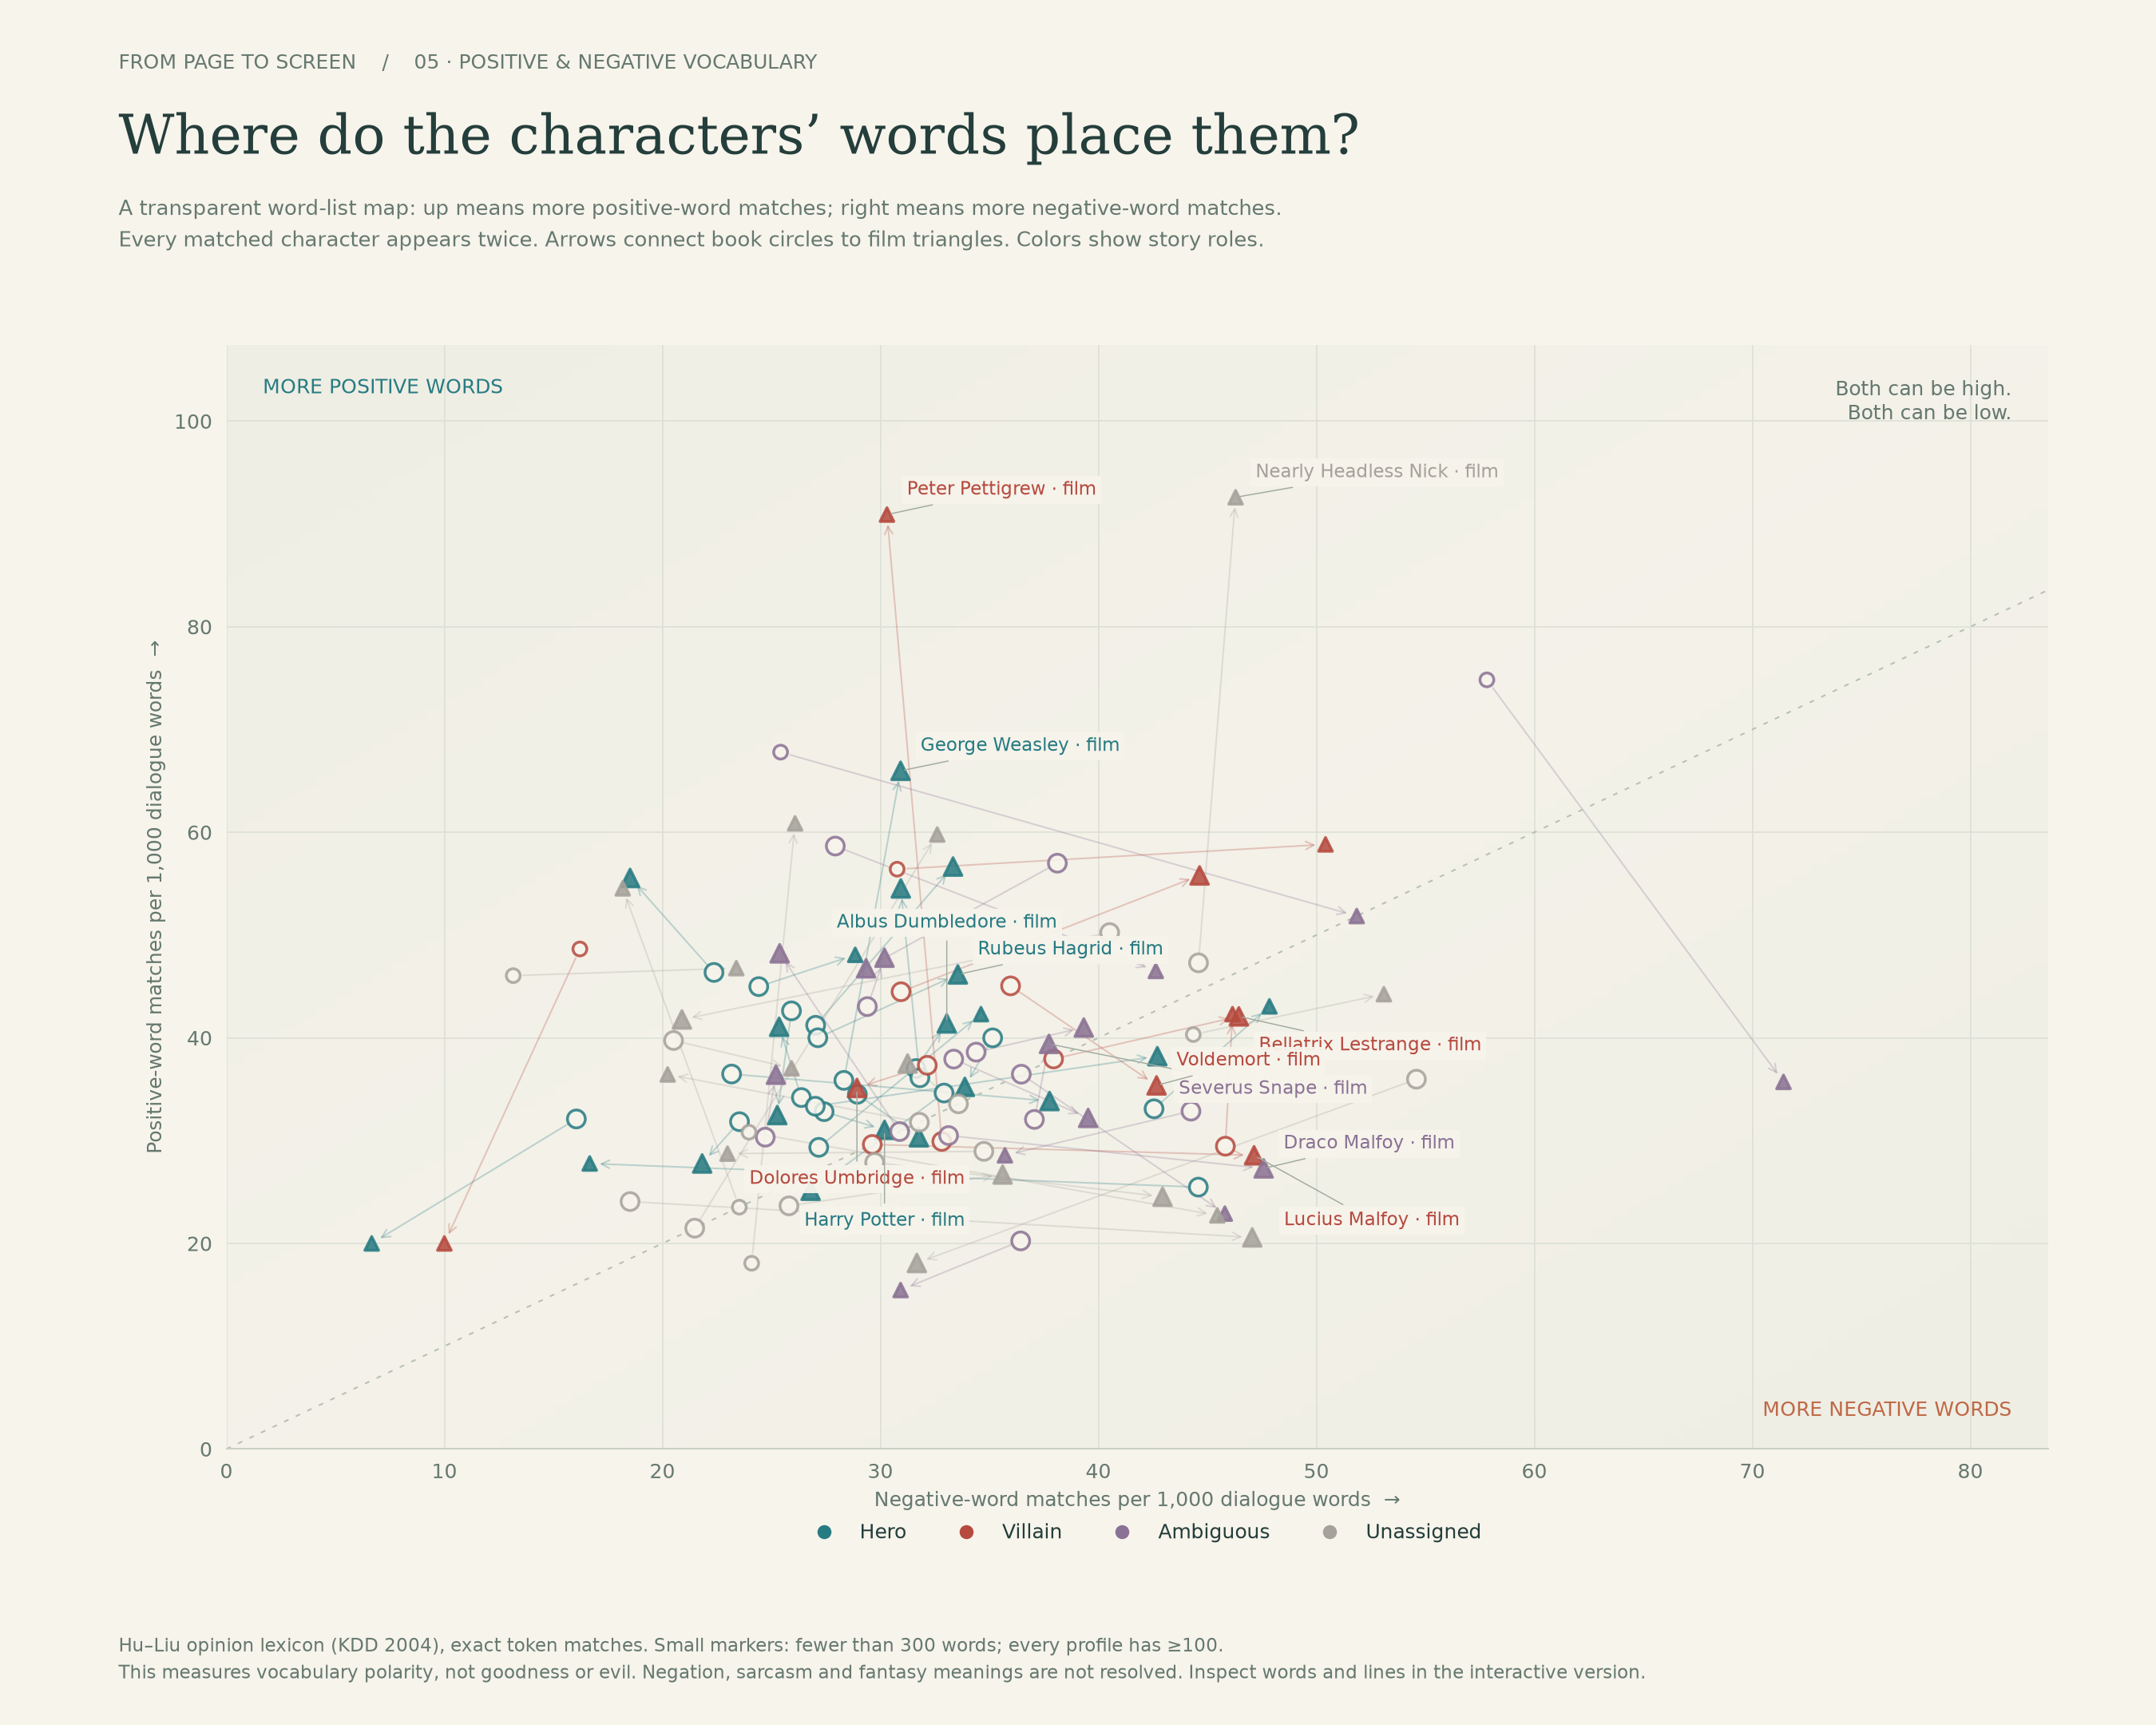 FROM PAGE TO SCREEN / 05 · POSITIVE & NEGATIVE VOCABULARY
Where do the characters’ words place them?
A transparent word-list map: up means more positive-word matches; right means more negative-word matches.
Every matched character appears twice. Arrows connect book circles to film triangles. Colors show story roles.
MORE POSITIVE WORDS
Both can be high.
Both can be low.
100
80
60
40
20
0
Positive-word matches per 1,000 dialogue words →
Nearly Headless Nick · film
Peter Pettigrew · film
George Weasley · film
Albus Dumbledore · film
Rubeus Hagrid · film
Bellatrix Lestrange · film
Voldemort · film
Severus Snape · film
Draco Malfoy · film
Dolores Umbridge · film
Harry Potter · film
Lucius Malfoy · film
MORE NEGATIVE WORDS
0 10 20 30 40 50 60 70 80
Negative-word matches per 1,000 dialogue words →
Hero Villain Ambiguous Unassigned
Hu–Liu opinion lexicon (KDD 2004), exact token matches. Small markers: fewer than 300 words; every profile has ≥100.
This measures vocabulary polarity, not goodness or evil. Negation, sarcasm and fantasy meanings are not resolved. Inspect words and lines in the interactive version.